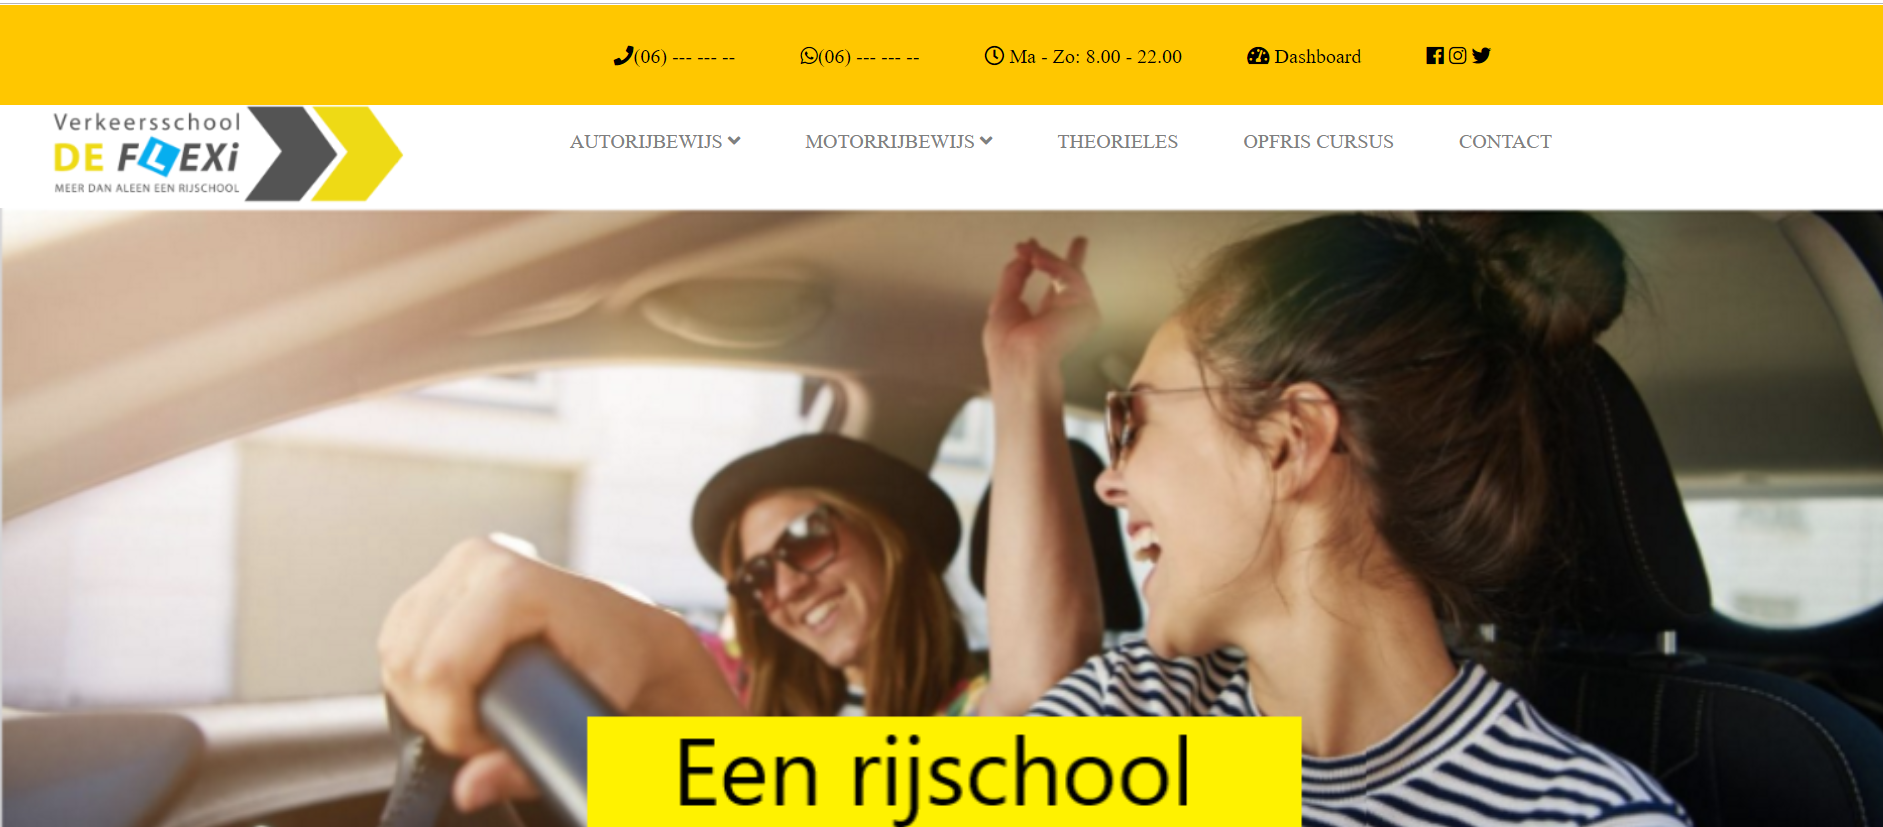 (06) --- --- -- (06) --- --- -- Ma - Zo: 8.00 - 22.00 Dashboard
Verkeersschool
DE FLEXi
MEER DAN ALEEN EEN RIJSCHOOL
AUTORIJBEWIJS MOTORRIJBEWIJS THEORIELES OPFRIS CURSUS CONTACT
Een rijschool